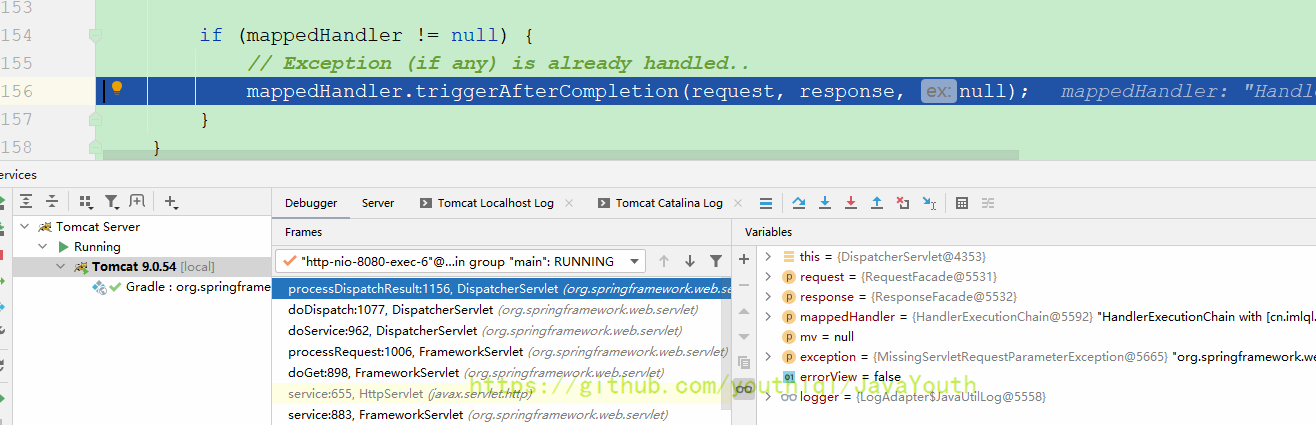 153
154 if (mappedHandler != null) {
155 // Exception (if any) is already handled..
156 mappedHandler.triggerAfterCompletion(request, response, ex: null); mappedHandler: "Handl
157 }
158 }
ervices
Debugger Server Tomcat Localhost Log Tomcat Catalina Log
Tomcat Server
Running
Tomcat 9.0.54 [local]
Gradle : org.springframe
Frames
"http-nio-8080-exec-6"@...in group "main": RUNNING
processDispatchResult:1156, DispatcherServlet (org.springframework.web.se
doDispatch:1077, DispatcherServlet (org.springframework.web.servlet)
doService:962, DispatcherServlet (org.springframework.web.servlet)
processRequest:1006, FrameworkServlet (org.springframework.web.servlet)
doGet:898, FrameworkServlet (org.springframework.web.servlet)
service:655, HttpServlet (javax.servlet.http)
service:883, FrameworkServlet (org.springframework.web.servlet)
Variables
this = {DispatcherServlet@4353}
request = {RequestFacade@5531}
response = {ResponseFacade@5532}
mappedHandler = {HandlerExecutionChain@5592} "HandlerExecutionChain with [cn.imlql.
mv = null
exception = {MissingServletRequestParameterException@5665} "org.springframework.we
errorView = false
logger = {LogAdapter$JavaUtilLog@5558}
https://github.com/youthlql/JavaYouth